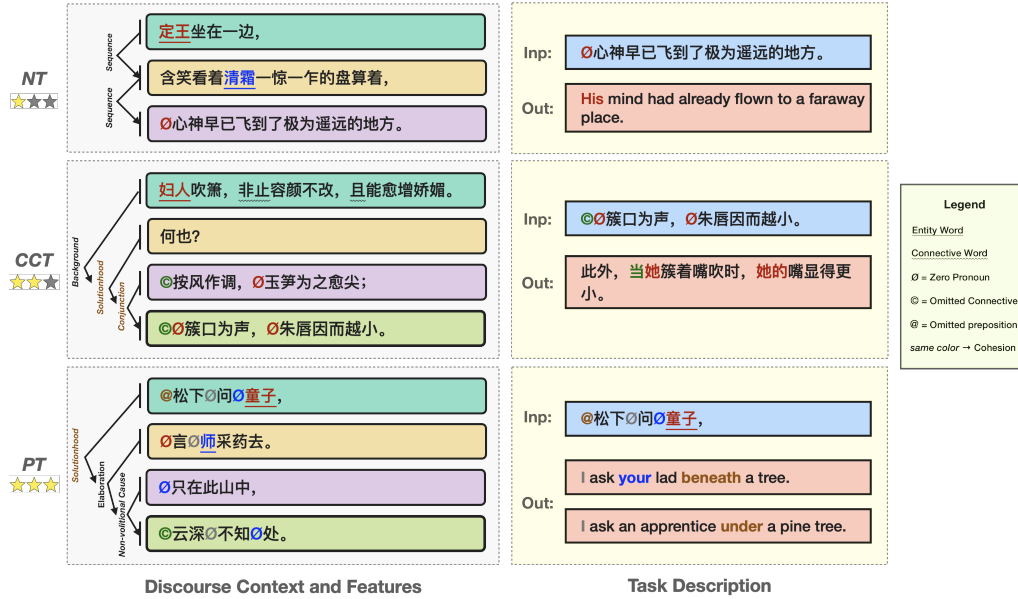 NT
Sequence
Sequence
定王坐在一边,
含笑看着清霜一惊一乍的盘算着,
Ø心神早已飞到了极为遥远的地方。
Inp:
Ø心神早已飞到了极为遥远的地方。
Out:
His mind had already flown to a faraway
place.
CCT
Background
Solutionhood
Conjunction
妇人吹箫，非止容颜不改，且能愈增娇媚。
何也?
©按风作调，Ø玉笋为之愈尖；
©Ø簇口为声，Ø朱唇因而越小。
Inp:
©Ø簇口为声，Ø朱唇因而越小。
Out:
此外，当她簇着嘴吹时，她的嘴显得更
小。
PT
Solutionhood
Elaboration
Non-volitional Cause
@松下Ø问Ø童子,
Ø言Ø师采药去。
Ø只在此山中,
©云深Ø不知Ø处。
Inp:
@松下Ø问Ø童子,
Out:
I ask your lad beneath a tree.
I ask an apprentice under a pine tree.
Legend
Entity Word
Connective Word
Ø = Zero Pronoun
© = Omitted Connective
@ = Omitted preposition
same color → Cohesion
Discourse Context and Features
Task Description